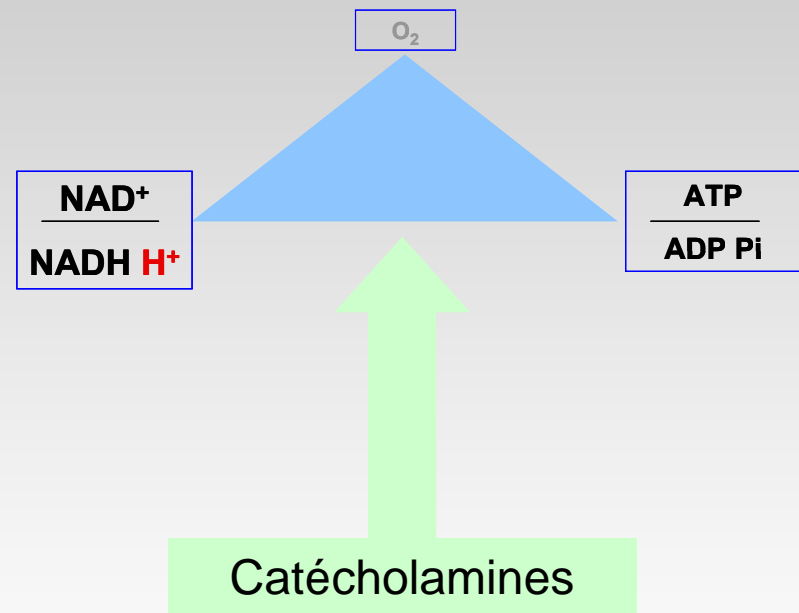 O₂
NAD⁺
NADH H⁺
ATP
ADP Pi
Catécholamines